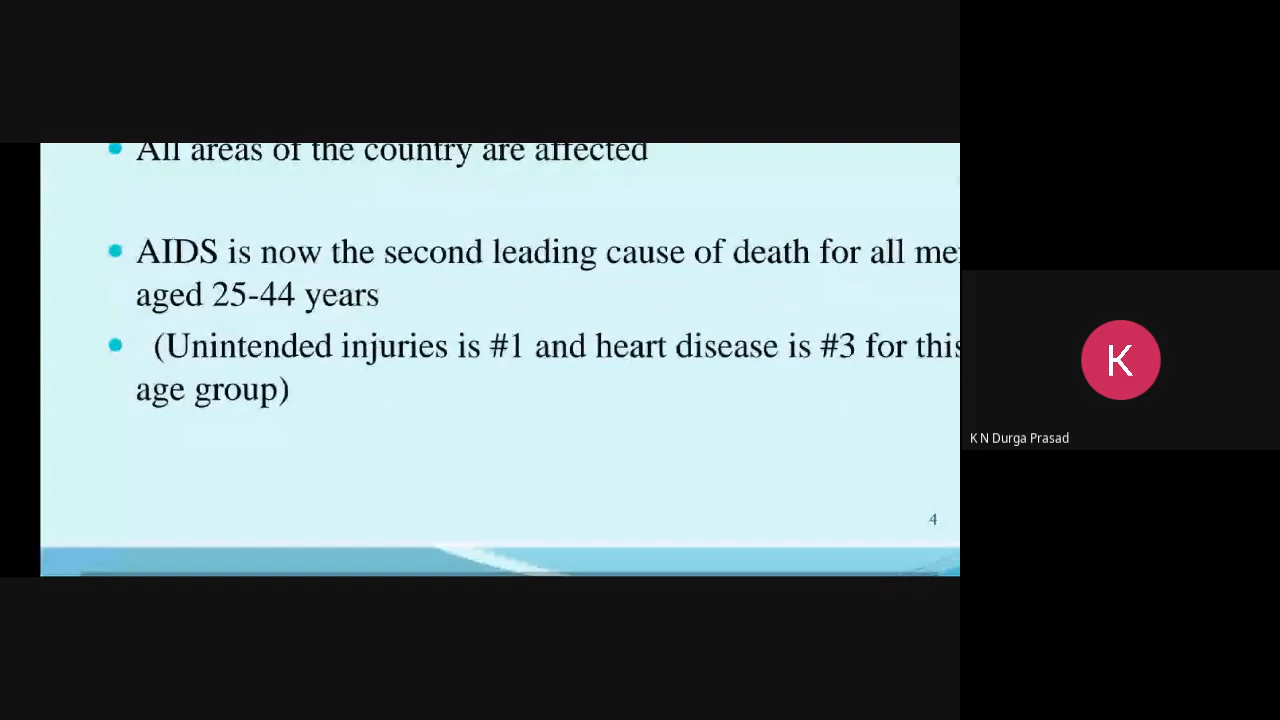 All areas of the country are affected
AIDS is now the second leading cause of death for all me
aged 25-44 years
(Unintended injuries is #1 and heart disease is #3 for this
age group)
4
K
K N Durga Prasad